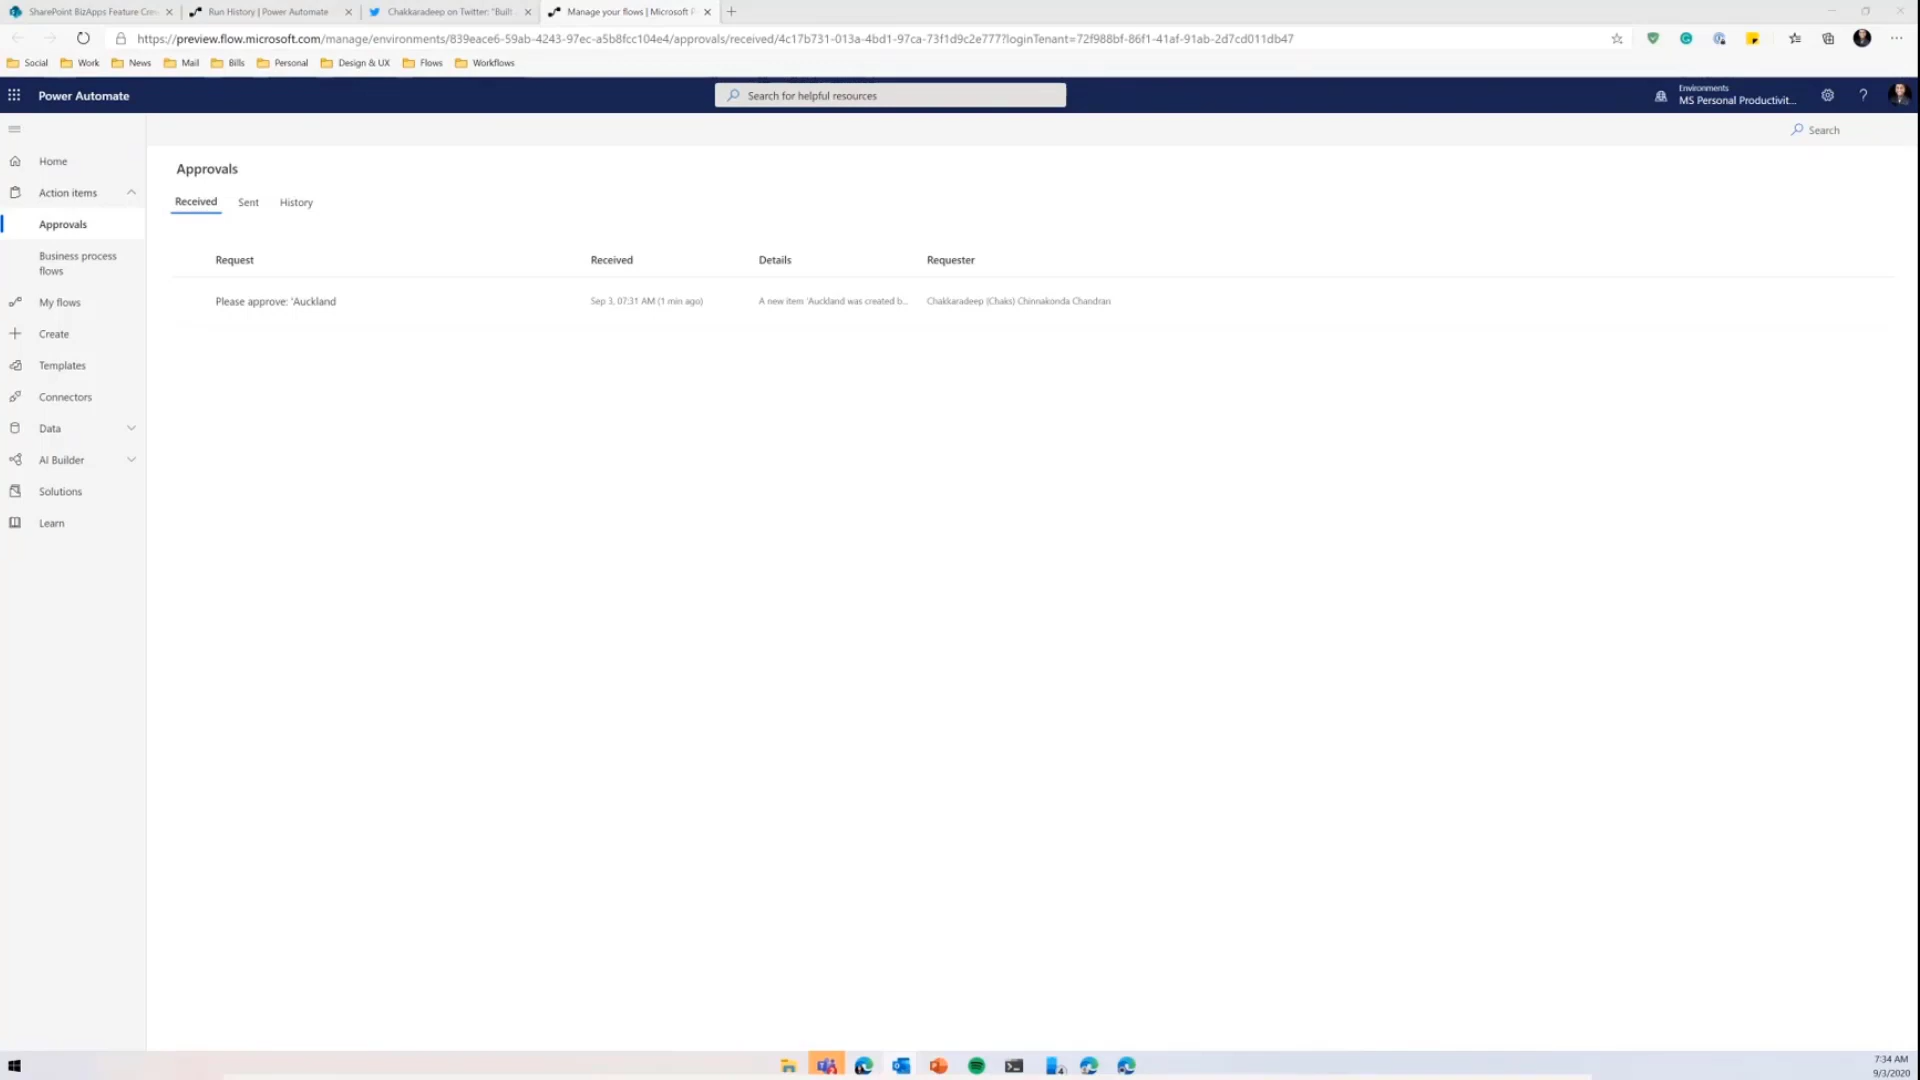 SharePoint BizApps Feature Crew
Run History | Power Automate
Chakkaradeep on Twitter: "Built
Manage your flows | Microsoft P
https://preview.flow.microsoft.com/manage/environments/839eace6-59ab-4243-97ec-a5b8fcc104e4/approvals/received/4c17b731-013a-4bd1-97ca-73f1d9c2e777?loginTenant=72f988bf-86f1-41af-91ab-2d7cd011db47
Social
Work
News
Mail
Bills
Personal
Design & UX
Flows
Workflows
Power Automate
Search for helpful resources
Environments
MS Personal Productivit...
?
Search
Home
Action items
Approvals
Business process
flows
My flows
Create
Templates
Connectors
Data
AI Builder
Solutions
Learn
Approvals
Received Sent History
Request Received Details Requester
Please approve: 'Auckland Sep 3, 07:31 AM (1 min ago) A new item 'Auckland was created b... Chakkaradeep (Chaks) Chinnakonda Chandran
7:34 AM
9/3/2020